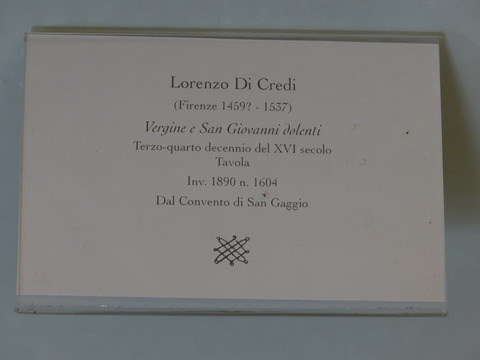 Lorenzo Di Credi
(Firenze 1459? - 1537)
Vergine e San Giovanni dolenti
Terzo-quarto decennio del XVI secolo
Tavola
Inv. 1890 n. 1604
Dal Convento di San Gaggio